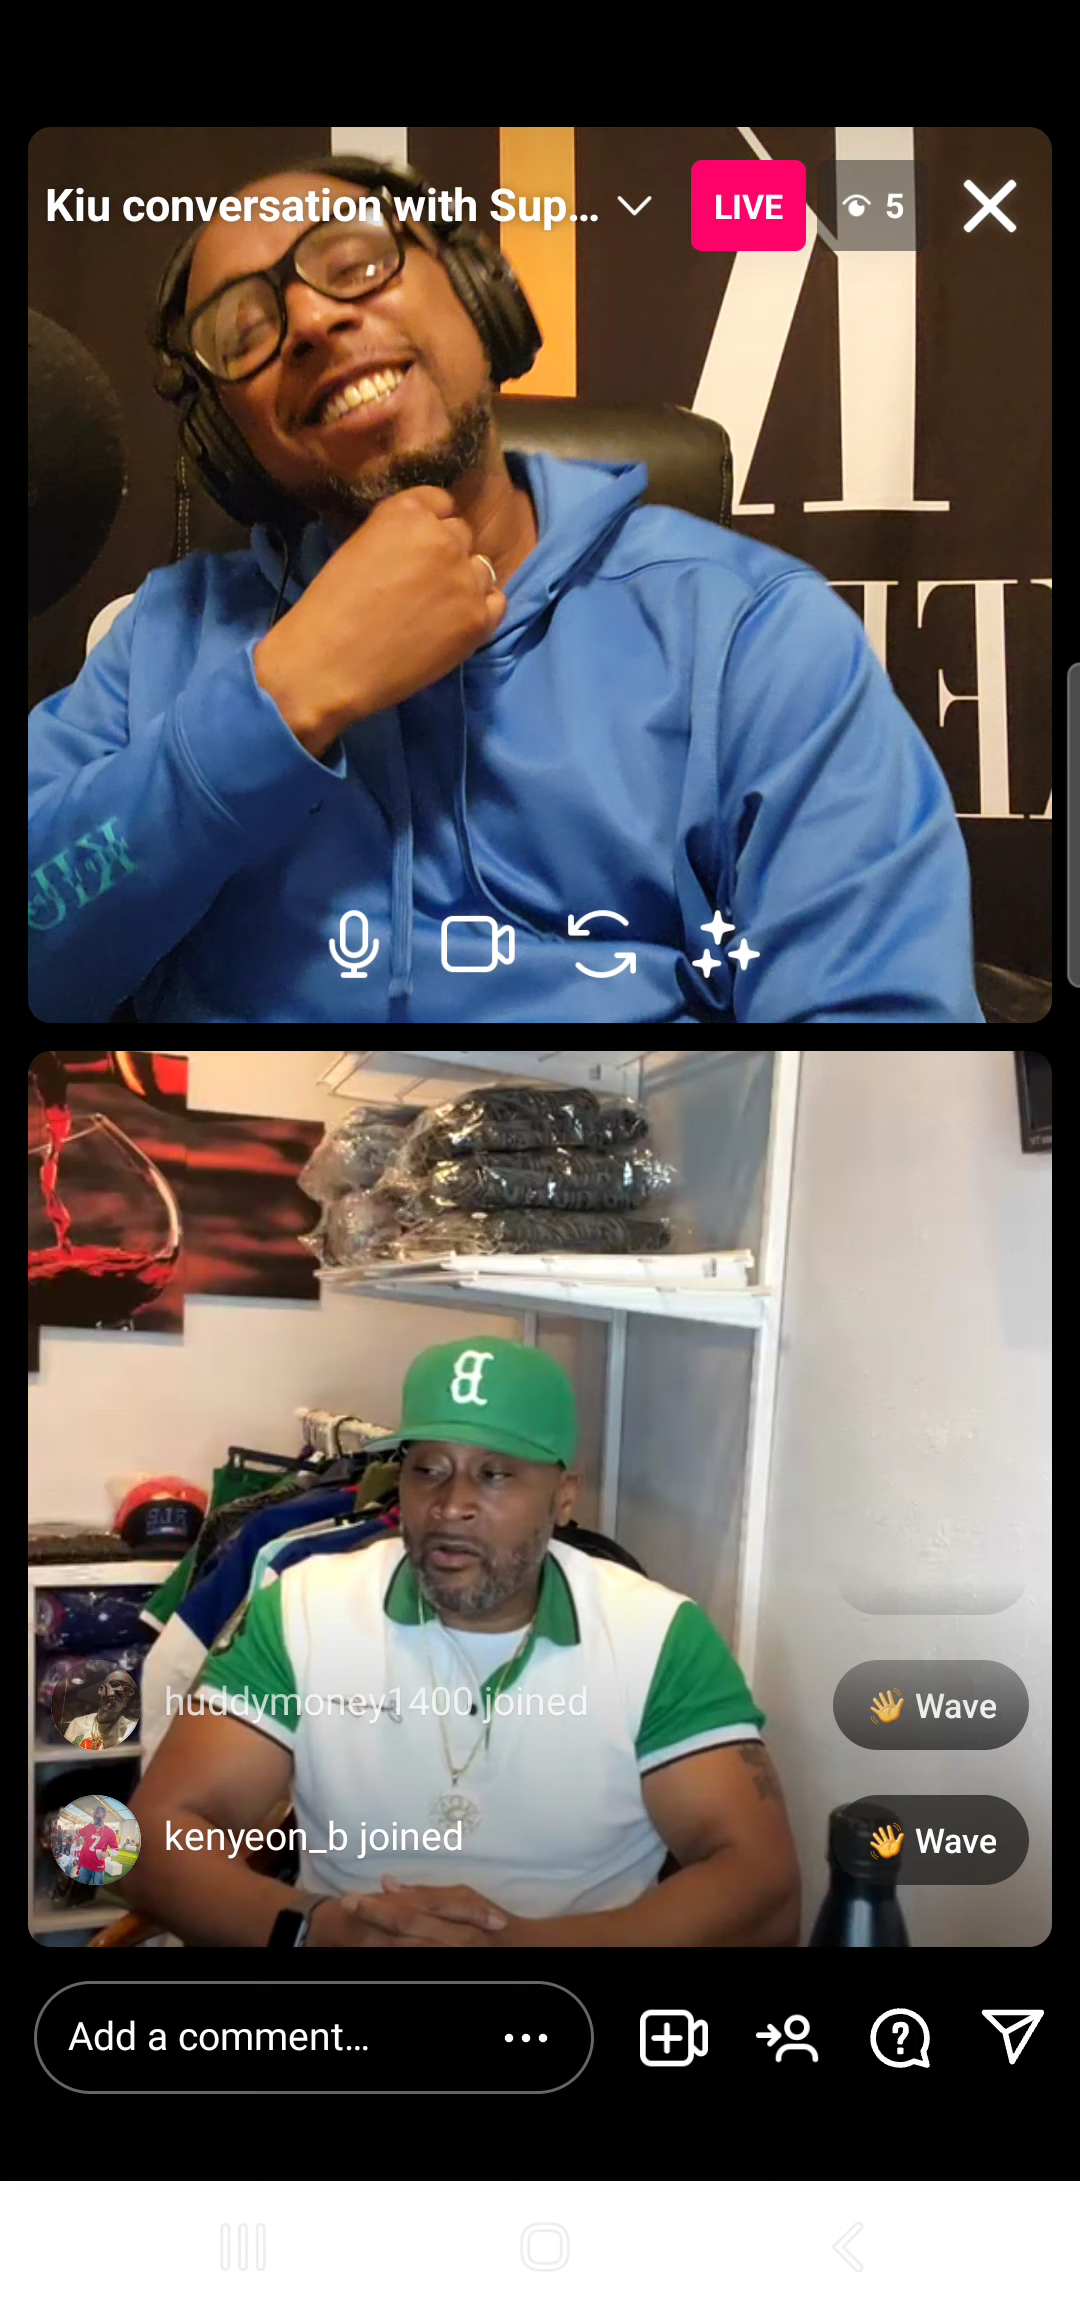 Kiu conversation with Sup...
LIVE
5
B
huddymoney1400 joined
Wave
kenyeon_b joined
Wave
Add a comment...